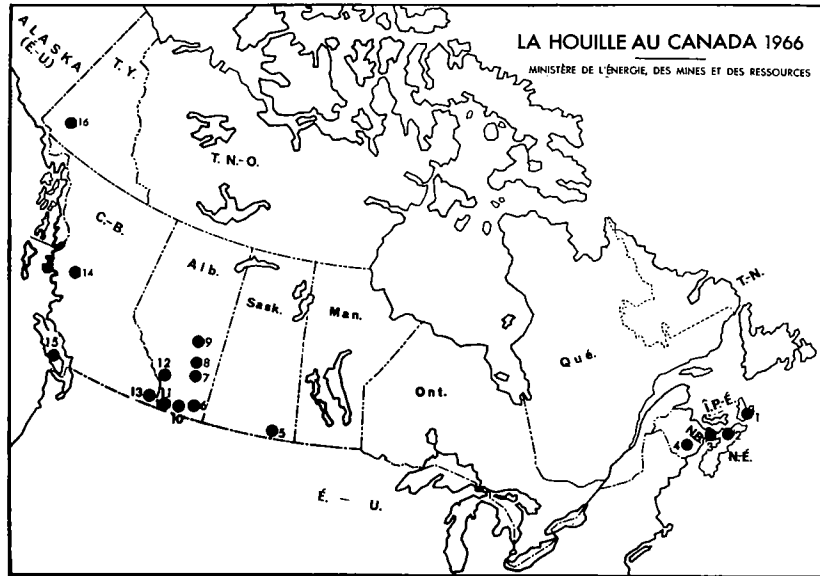 LA HOUILLE AU CANADA 1966
MINISTÈRE DE L'ÉNERGIE, DES MINES ET DES RESSOURCES
ALASKA
(É-U)
T. Y.
16
T. N.-O.
C.-B.
14
Alb.
Sask.
Man.
T.-N.
Qué.
Ont.
15
9
8
7
12
13
11
10
6
5
Î.P.-É.
1
N.B.
4
3
2
N.-É.
É. - U.